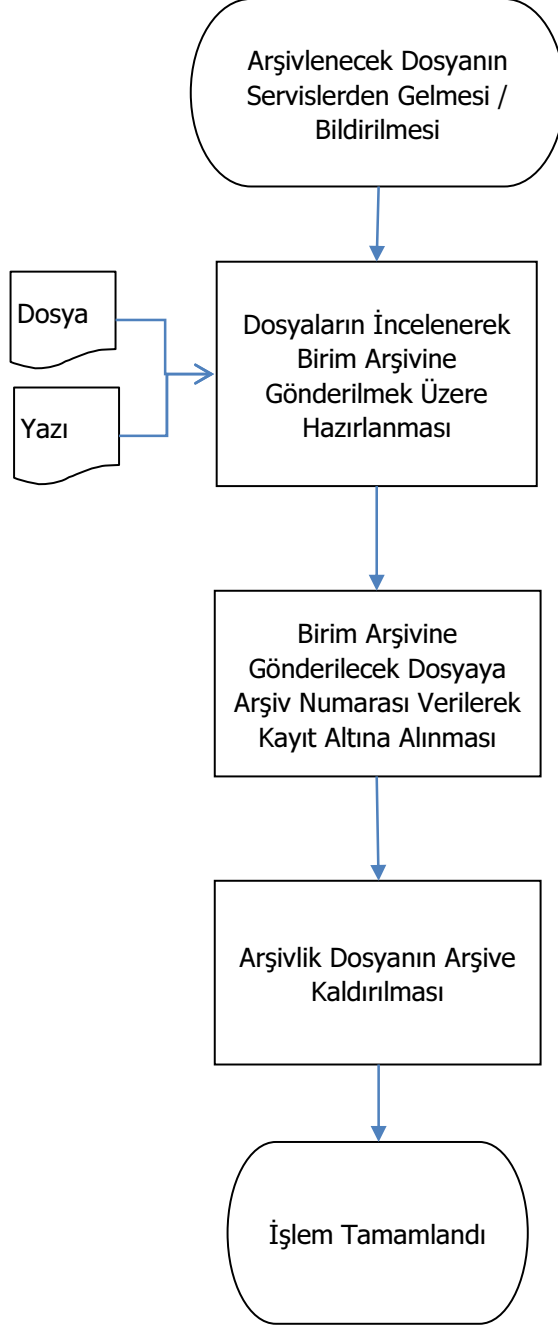 Arşivlenecek Dosyanın
Servislerden Gelmesi /
Bildirilmesi
Dosya
Yazı
Dosyaların İncelenerek
Birim Arşivine
Gönderilmek Üzere
Hazırlanması
Birim Arşivine
Gönderilecek Dosyaya
Arşiv Numarası Verilerek
Kayıt Altına Alınması
Arşivlik Dosyanın Arşive
Kaldırılması
İşlem Tamamlandı